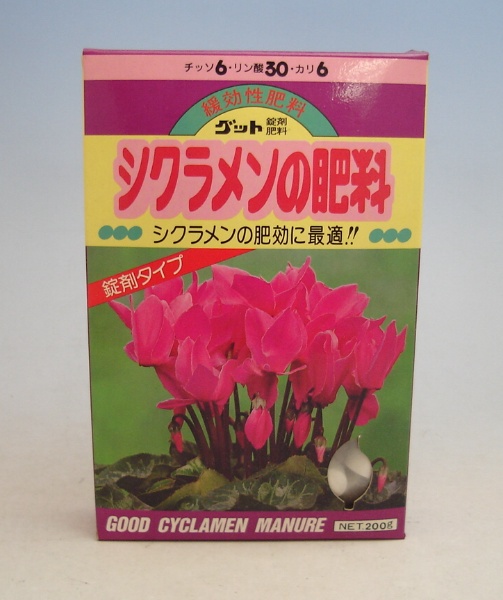 チッソ6・リン酸30・カリ6
緩効性肥料
グット 錠剤肥料
シクラメンの肥料
シクラメンの肥効に最適!!
錠剤タイプ
GOOD CYCLAMEN MANURE NET.200g